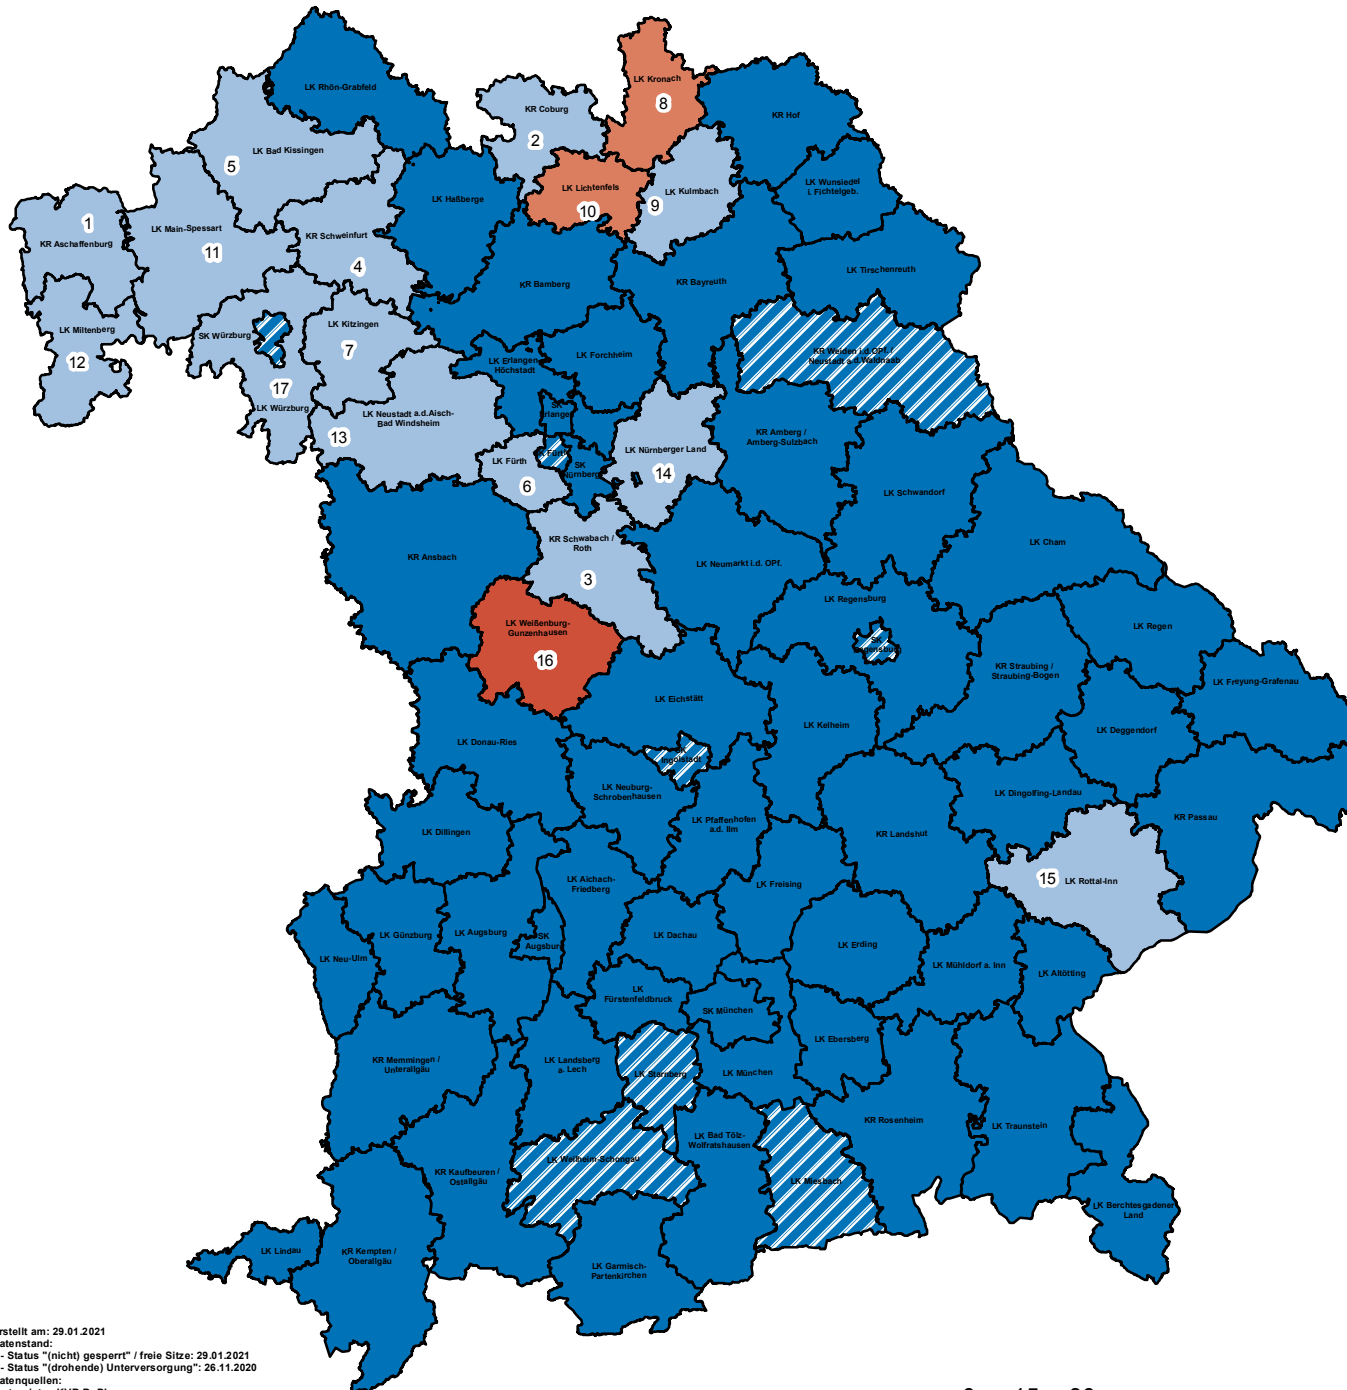 LK Rhön-Grabfeld
LK Kronach
8
KR Coburg
2
KR Hof
5
LK Bad Kissingen
LK Wunsiedel
i. Fichtelgeb.
LK Lichtenfels
10
LK Kulmbach
9
LK Haßberge
1
KR Aschaffenburg
LK Main-Spessart
11
KR Schweinfurt
4
LK Tirschenreuth
KR Bamberg
KR Bayreuth
LK Miltenberg
12
SK Würzburg
LK Kitzingen
7
LK Forchheim
LK Erlangen-
Höchstadt
KR Weiden i.d.OPf. /
Neustadt a.d.Waldnaab
17
LK Würzburg
LK Neustadt a.d.Aisch-
Bad Windsheim
13
SK
Erlangen
KR Amberg /
Amberg-Sulzbach
LK Fürth
6
SK
Nürnberg
LK Nürnberger Land
14
LK Schwandorf
KR Schwabach /
Roth
3
KR Ansbach
LK Neumarkt i.d. OPf.
LK Cham
LK Regensburg
LK Weißenburg-
Gunzenhausen
16
SK
Regensburg
LK Regen
KR Straubing /
Straubing-Bogen
LK Freyung-Grafenau
LK Eichstätt
LK Kelheim
LK Deggendorf
LK Donau-Ries
SK
Ingolstadt
LK Neuburg-
Schrobenhausen
LK Dingolfing-Landau
LK Pfaffenhofen
a.d. Ilm
KR Passau
LK Dillingen
KR Landshut
LK Aichach-
Friedberg
LK Freising
15
LK Rottal-Inn
LK Günzburg
LK Augsburg
SK
Augsburg
LK Dachau
LK Erding
LK Neu-Ulm
LK Mühldorf a. Inn
LK Altötting
LK
Fürstenfeldbruck
SK München
LK Ebersberg
KR Memmingen /
Unterallgäu
LK Landsberg
a. Lech
LK Starnberg
LK München
KR Rosenheim
LK Traunstein
LK Bad Tölz-
Wolfratshausen
LK Weilheim-Schongau
KR Kaufbeuren /
Ostallgäu
LK Miesbach
LK Berchtesgadener
Land
LK Lindau
KR Kempten /
Oberallgäu
LK Garmisch-
Partenkirchen
rstellt am: 29.01.2021
atenstand:
- Status "(nicht) gesperrt" / freie Sitze: 29.01.2021
- Status "(drohende) Unterversorgung": 26.11.2020
atenquellen: